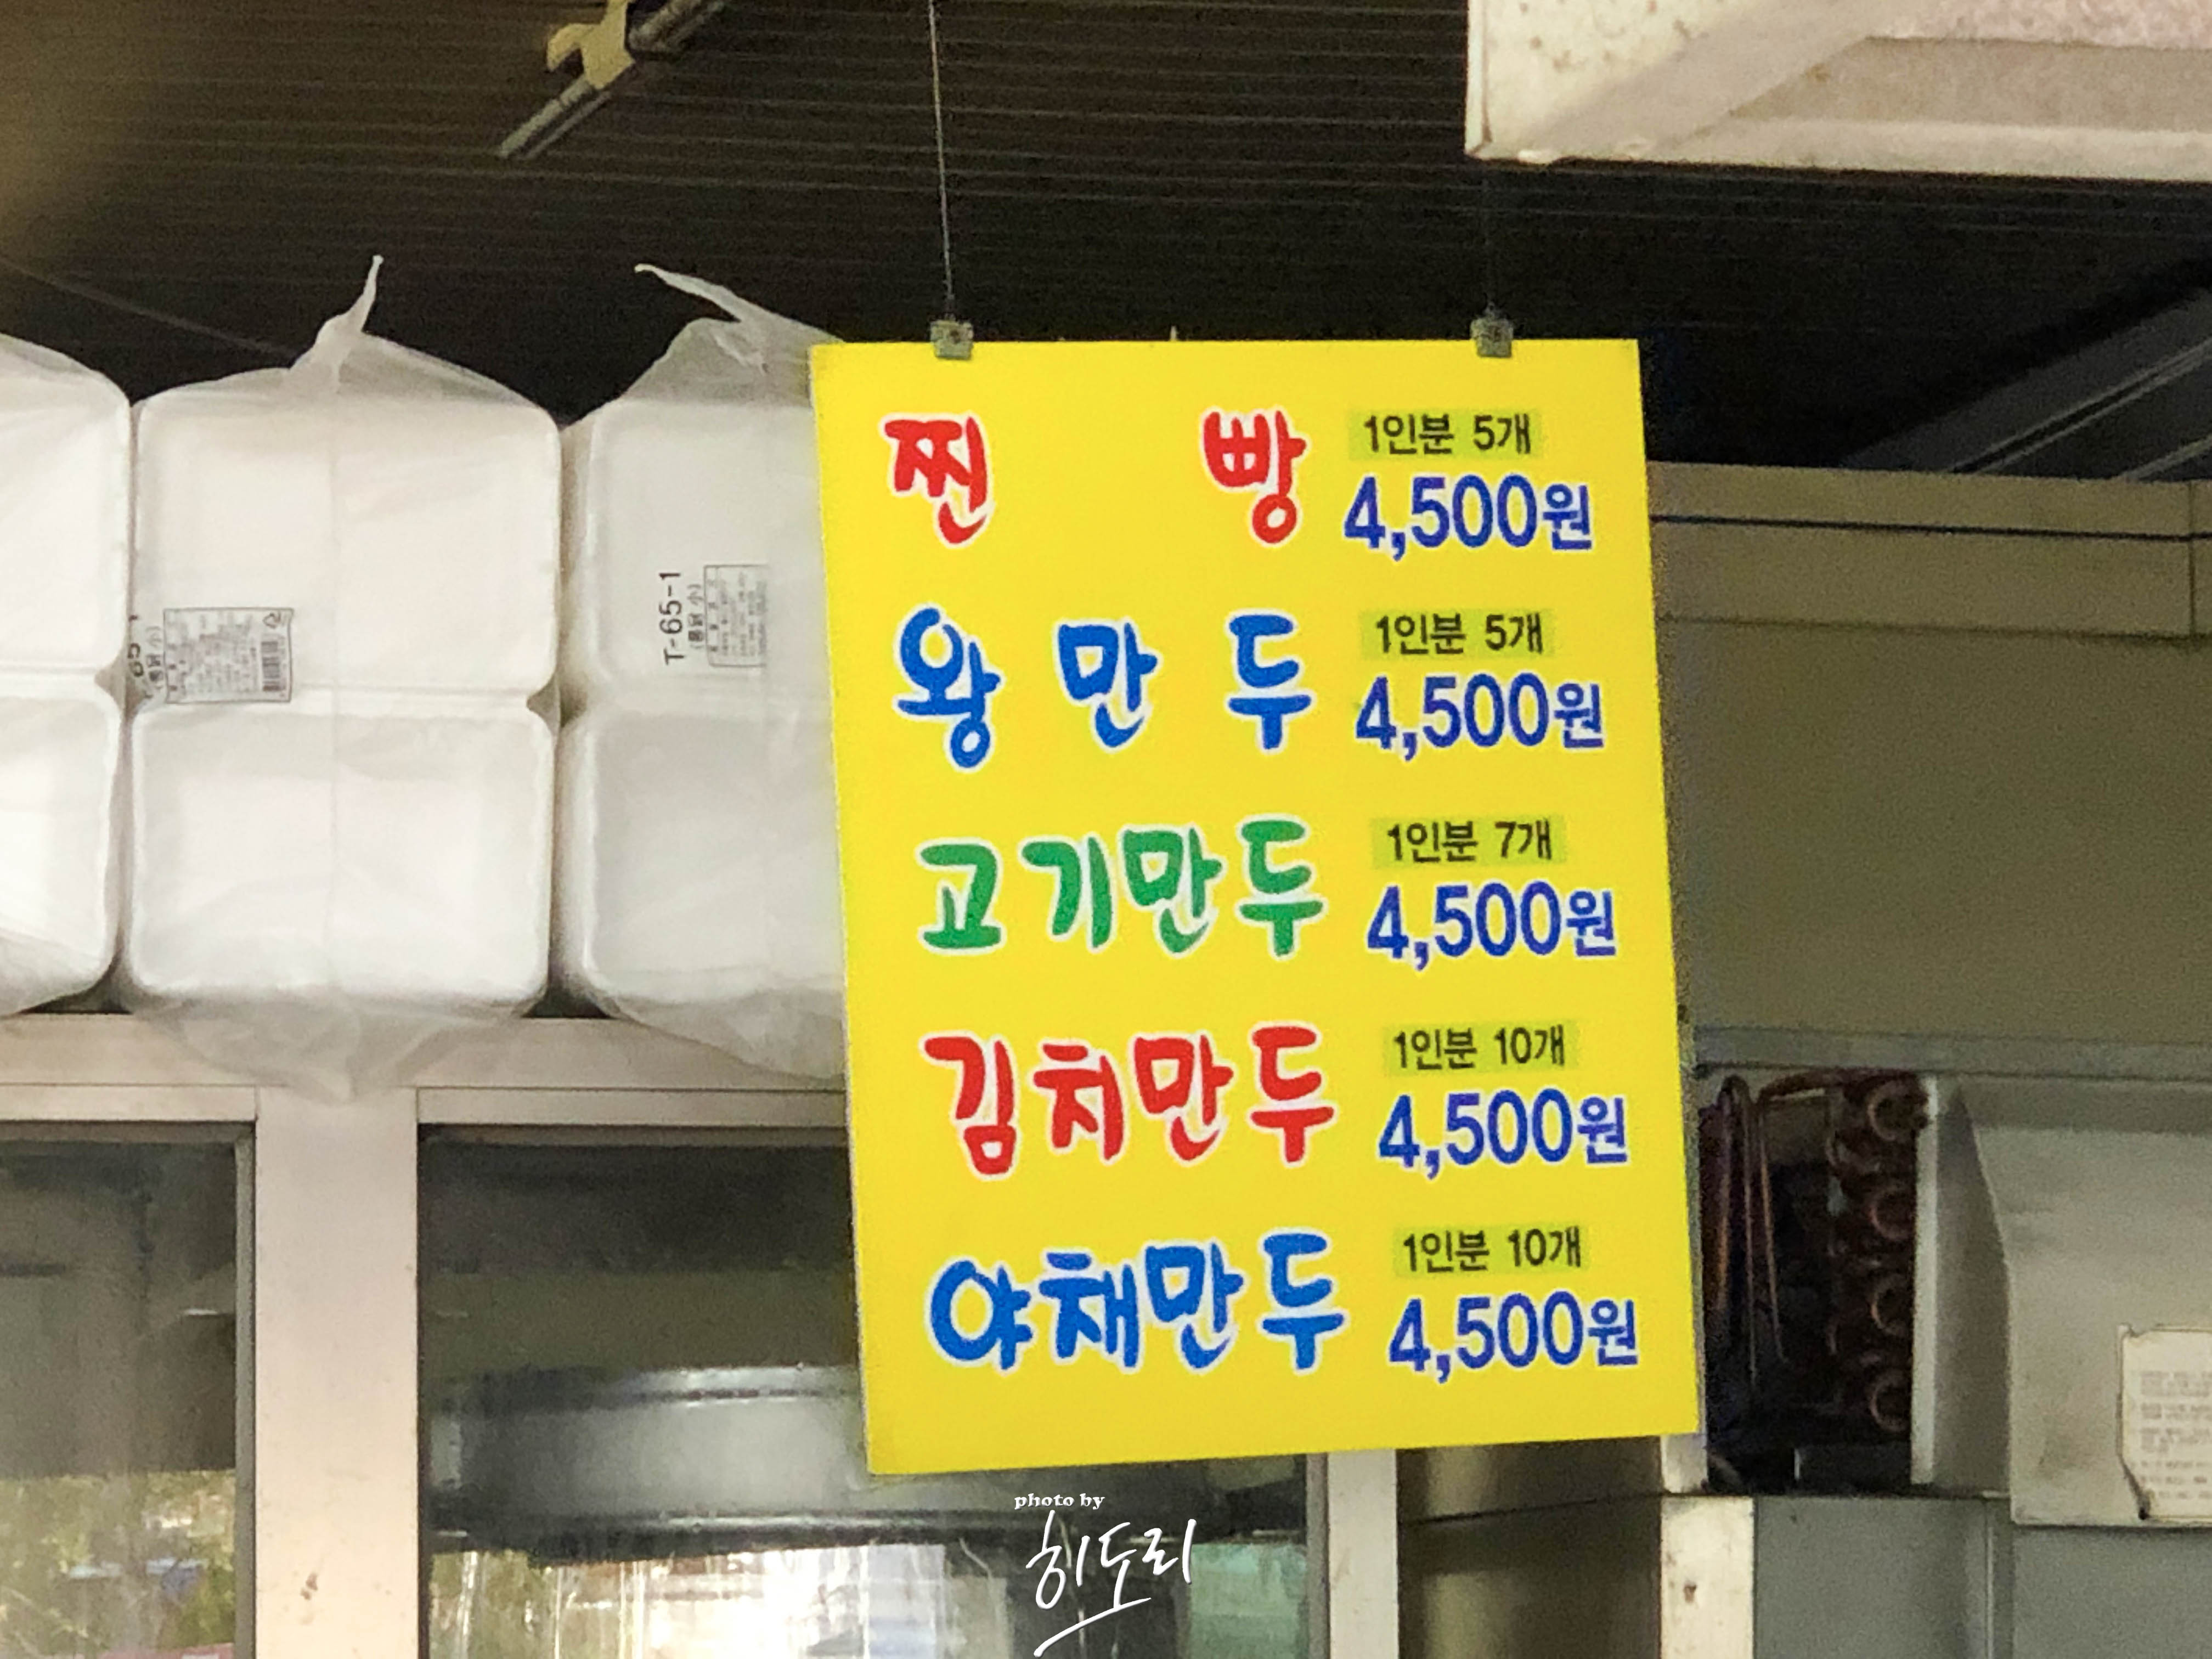 찐빵 1인분 5개
4,500원
왕만두 1인분 5개
4,500원
고기만두 1인분 7개
4,500원
김치만두 1인분 10개
4,500원
야채만두 1인분 10개
4,500원
T-65-1
photo by
히도리